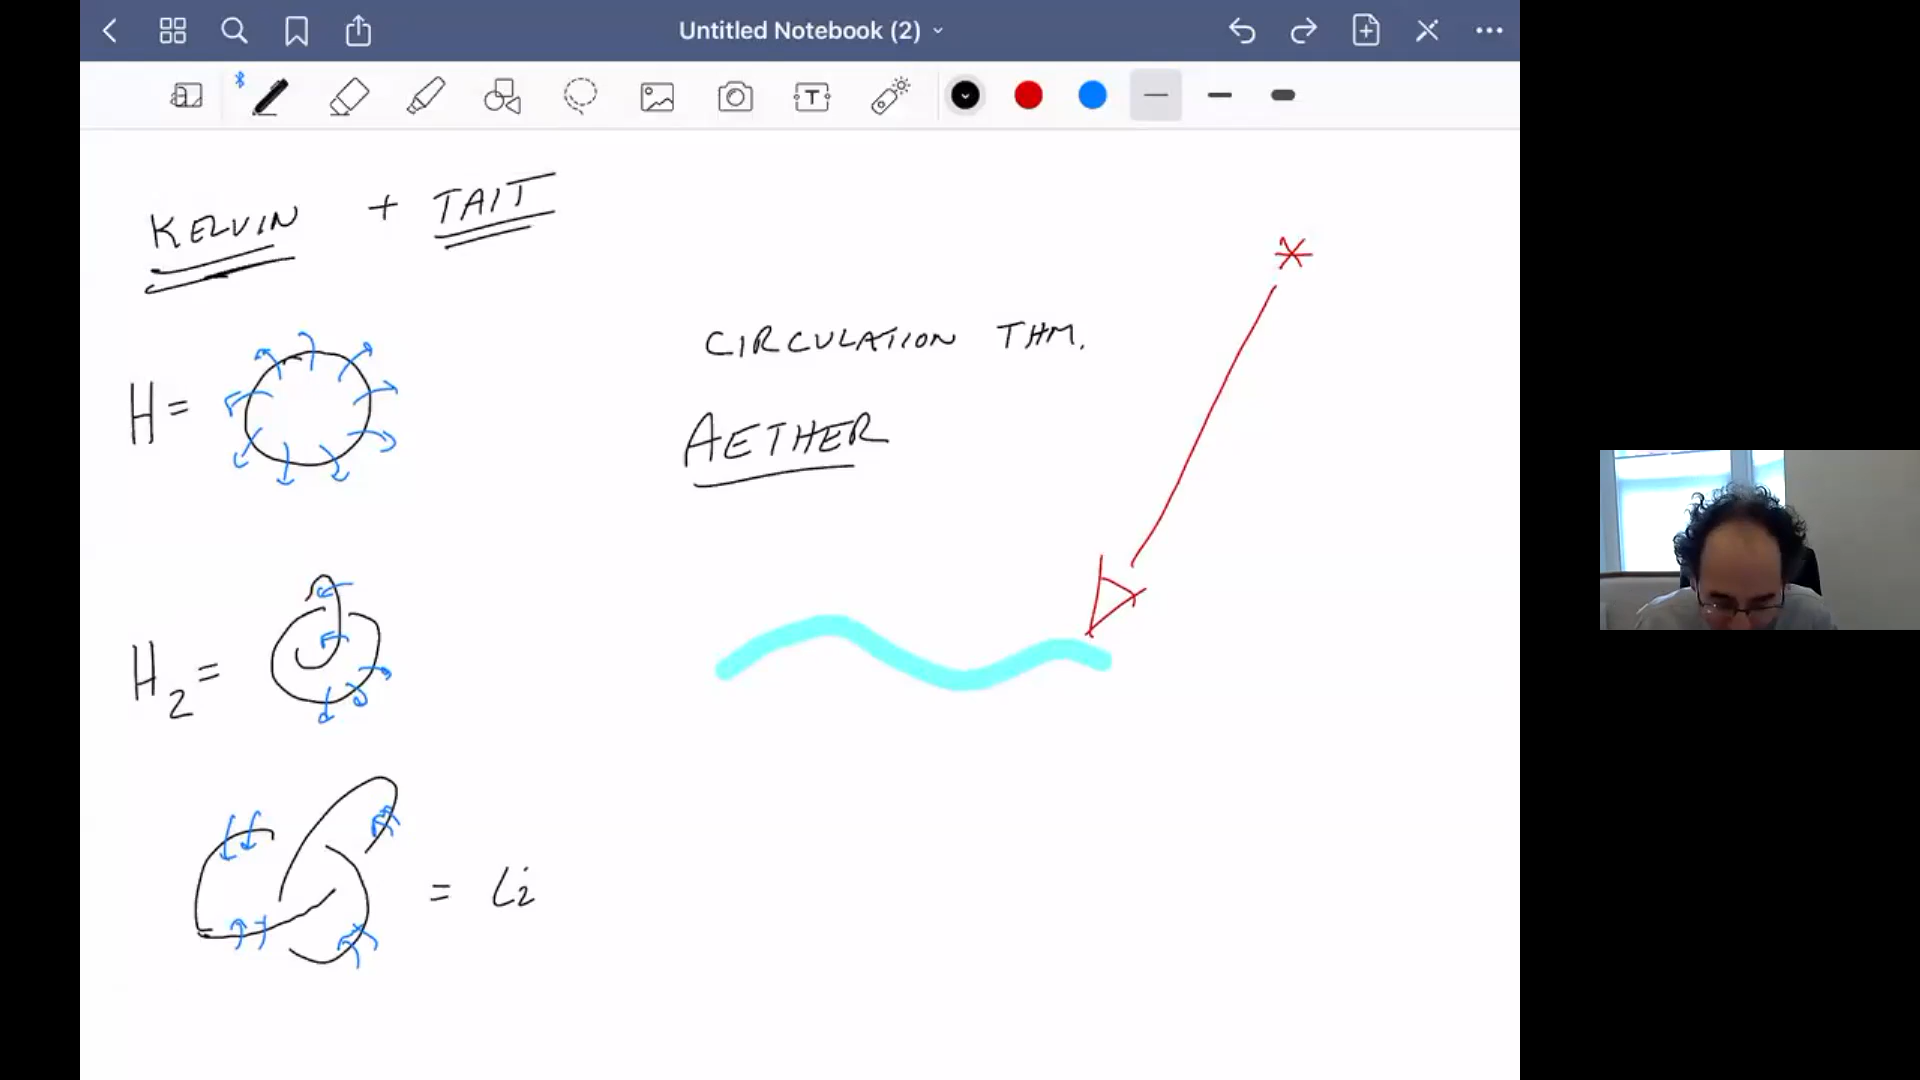 Untitled Notebook (2)
T
KELVIN + TAIT
CIRCULATION THM.
H =
AETHER
H2 =
= Li